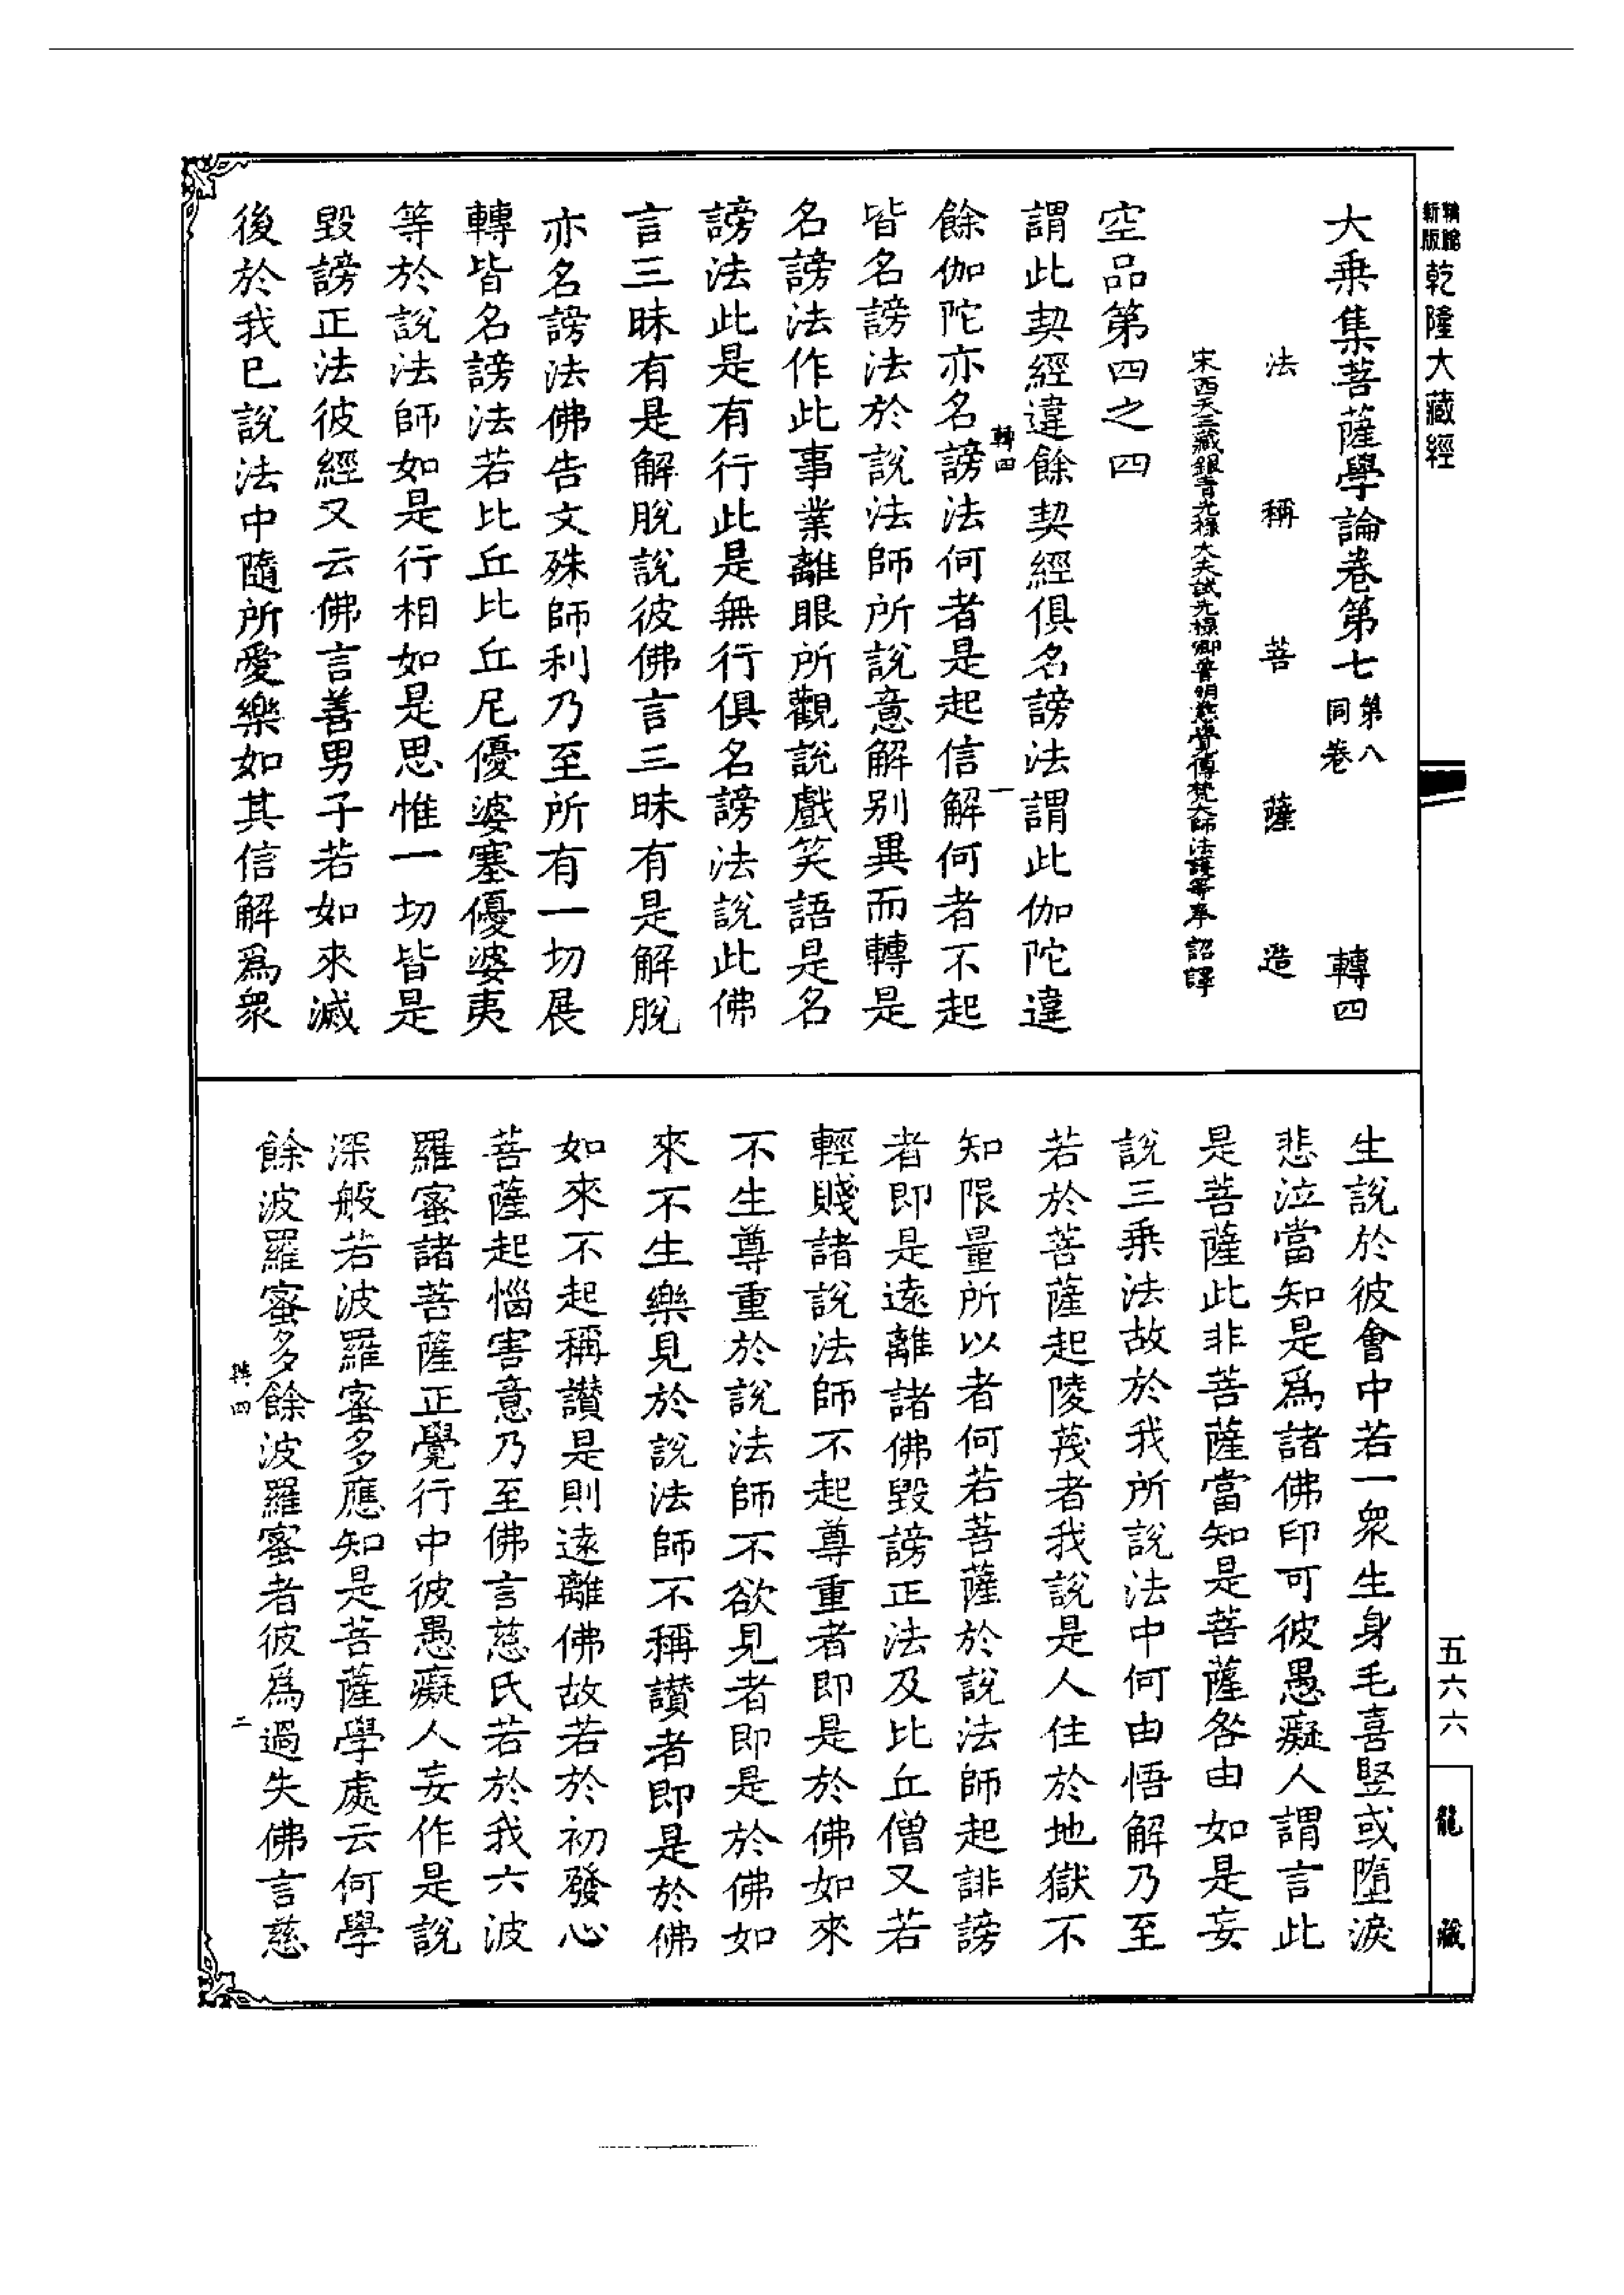 新版乾隆大藏經
大乗集菩薩學論卷第七 第八同卷 轉四
法稱菩薩造
宋西天三藏銀青光祿大夫試光祿卿普明慈覺傳梵大師法護等奉 詔譯
空品第四之四
謂此契經違餘契經俱名謗法謂此伽陀違
轉四 一
餘伽陀亦名謗法何者是起信解何者不起
皆名謗法於說法師所說意解別異而轉是
名謗法作此事業離眼所觀說戲笑語是名
謗法此是有行此是無行俱名謗法說此佛
言三昧有是解脫說彼佛言三昧有是解脫
亦名謗法佛告文殊師利乃至所有一切展
轉皆名謗法若比丘比丘尼優婆塞優婆夷
等於說法師如是行相如是思惟一切皆是
毀謗正法彼經又云佛言善男子若如來滅
後於我已說法中隨所愛樂如其信解爲衆
生說於彼會中若一衆生身毛喜竪或墮淚
悲泣當知是爲諸佛印可彼愚癡人謂言此
是菩薩此非菩薩當知是菩薩咎由如是妄
說三乗法故於我所說法中何由悟解乃至
若於菩薩起陵蔑者我說是人住於地獄不
知限量所以者何若菩薩於說法師起誹謗
者即是遠離諸佛毀謗正法及比丘僧又若
輕賤諸說法師不起尊重者即是於佛如來
不生尊重於說法師不欲見者即是於佛如
來不生樂見於說法師不稱讃者即是於佛
如來不起稱讃是則遠離佛故若於初發心
菩薩起惱害意乃至佛言慈氏若於我六波
羅蜜諸菩薩正覺行中彼愚癡人妄作是說
深般若波羅蜜多應知是菩薩學處云何學
餘波羅蜜多餘波羅蜜者彼爲過失佛言慈
轉四 二
五六六
龍藏